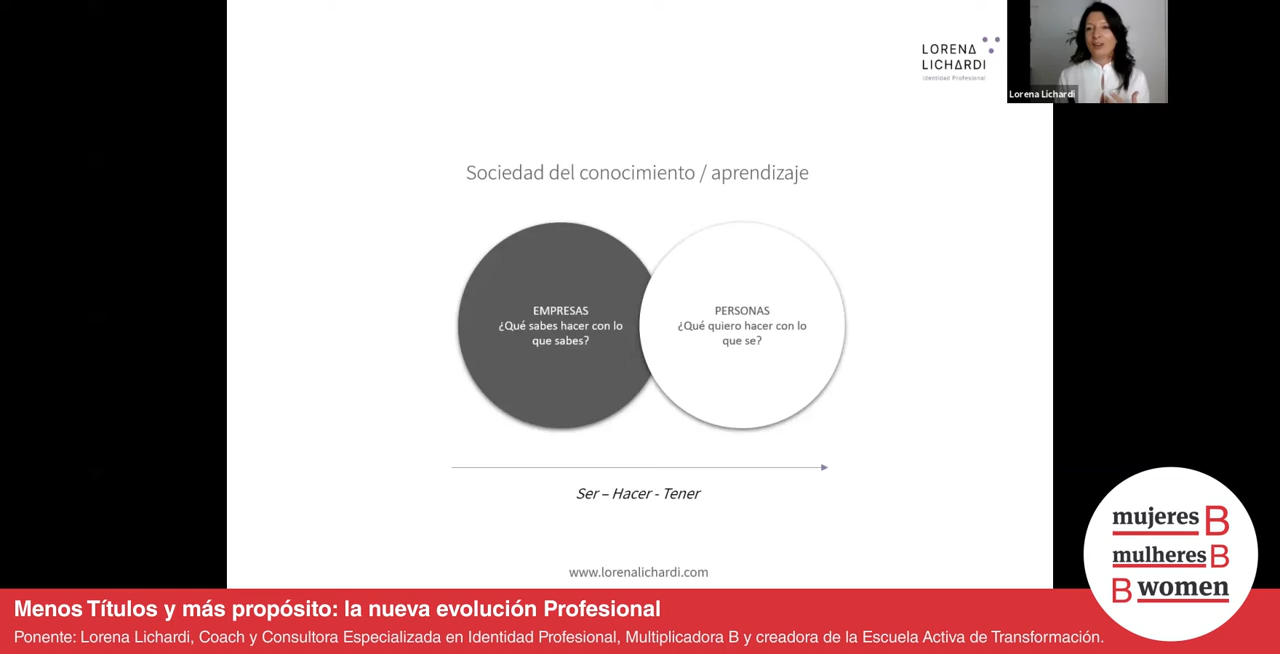 LORENA
LICHARDI
Identidad Profesional
Lorena Lichardi
Sociedad del conocimiento / aprendizaje
EMPRESAS
¿Qué sabes hacer con lo
que sabes?
PERSONAS
¿Qué quiero hacer con lo
que se?
Ser – Hacer - Tener
www.lorenalichardi.com
mujeres B
mulheres B
B women
Menos Títulos y más propósito: la nueva evolución Profesional
Ponente: Lorena Lichardi, Coach y Consultora Especializada en Identidad Profesional, Multiplicadora B y creadora de la Escuela Activa de Transformación.